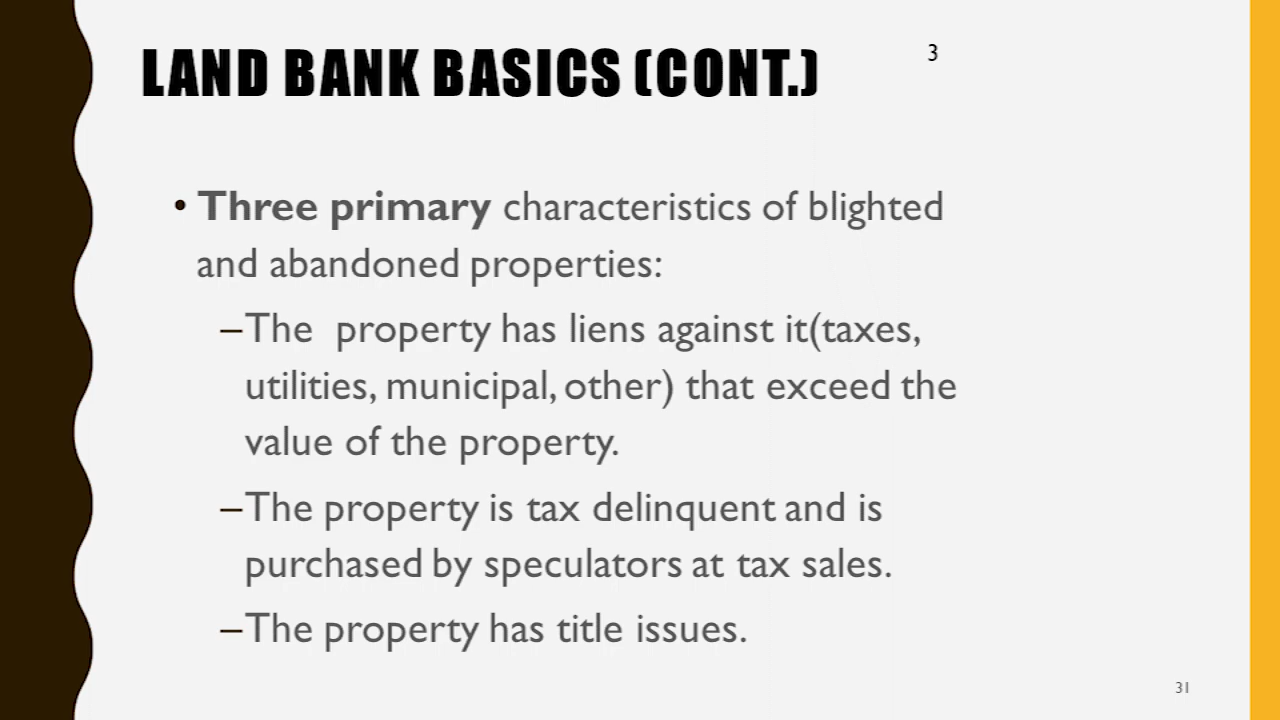 LAND BANK BASICS (CONT.)
3
• Three primary characteristics of blighted
and abandoned properties:
–The  property has liens against it(taxes,
utilities, municipal, other) that exceed the
value of the property.
–The property is tax delinquent and is
purchased by speculators at tax sales.
–The property has title issues.
31